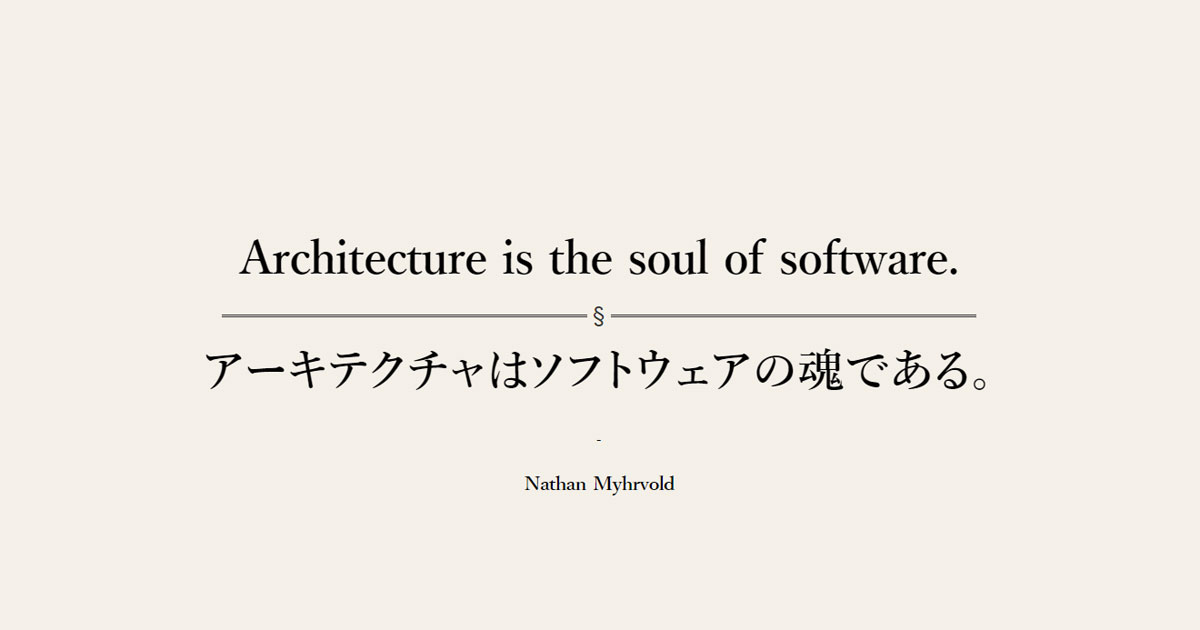 Architecture is the soul of software.
§
アーキテクチャはソフトウェアの魂である。
-
Nathan Myhrvold